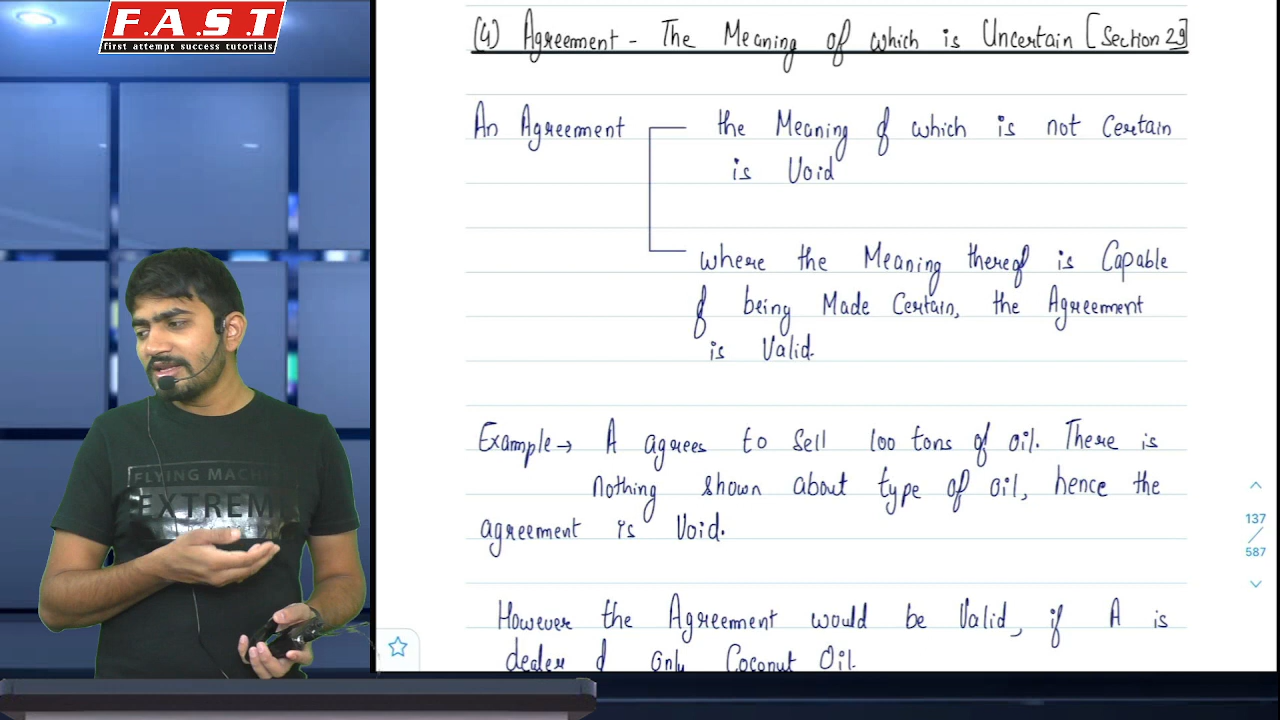 F.A.S.T
first attempt success tutorials
(4) Agreement - The Meaning of which is Uncertain [Section 29]
An Agreement
the Meaning of which is not Certain
is Void
where the Meaning thereof is Capable
of being Made Certain, the Agreement
is Valid.
Example → A agrees to Sell 100 tons of oil. There is
nothing shown about type of oil, hence the
agreement is Void.
However the Agreement would be Valid, if A is
dealer of only Coconut Oil.
137
/
587
FLYING MACH
EXTREM